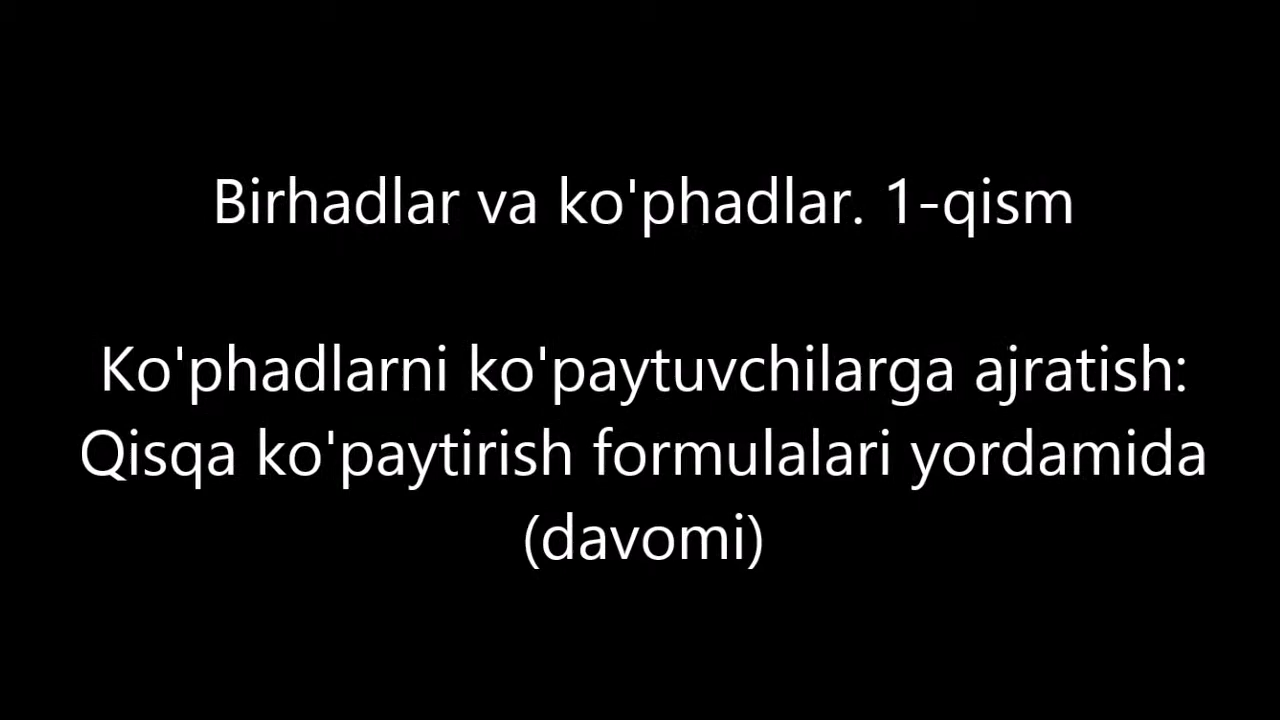 Birhadlar va ko'phadlar. 1-qism
Ko'phadlarni ko'paytuvchilarga ajratish:
Qisqa ko'paytirish formulalari yordamida
(davomi)